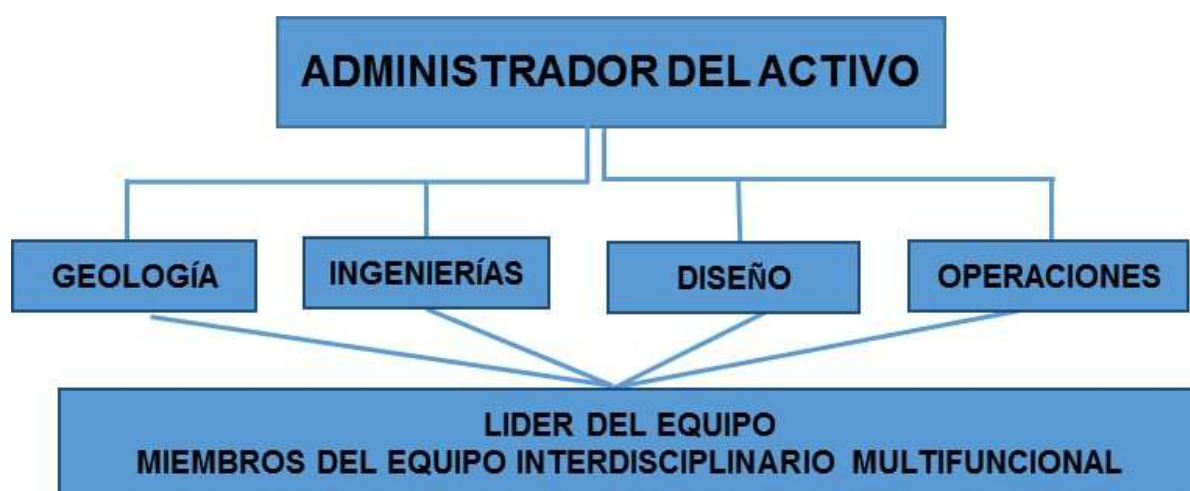 ADMINISTRADOR DEL ACTIVO
GEOLOGÍA
INGENIERÍAS
DISEÑO
OPERACIONES
LIDER DEL EQUIPO
MIEMBROS DEL EQUIPO INTERDISCIPLINARIO MULTIFUNCIONAL